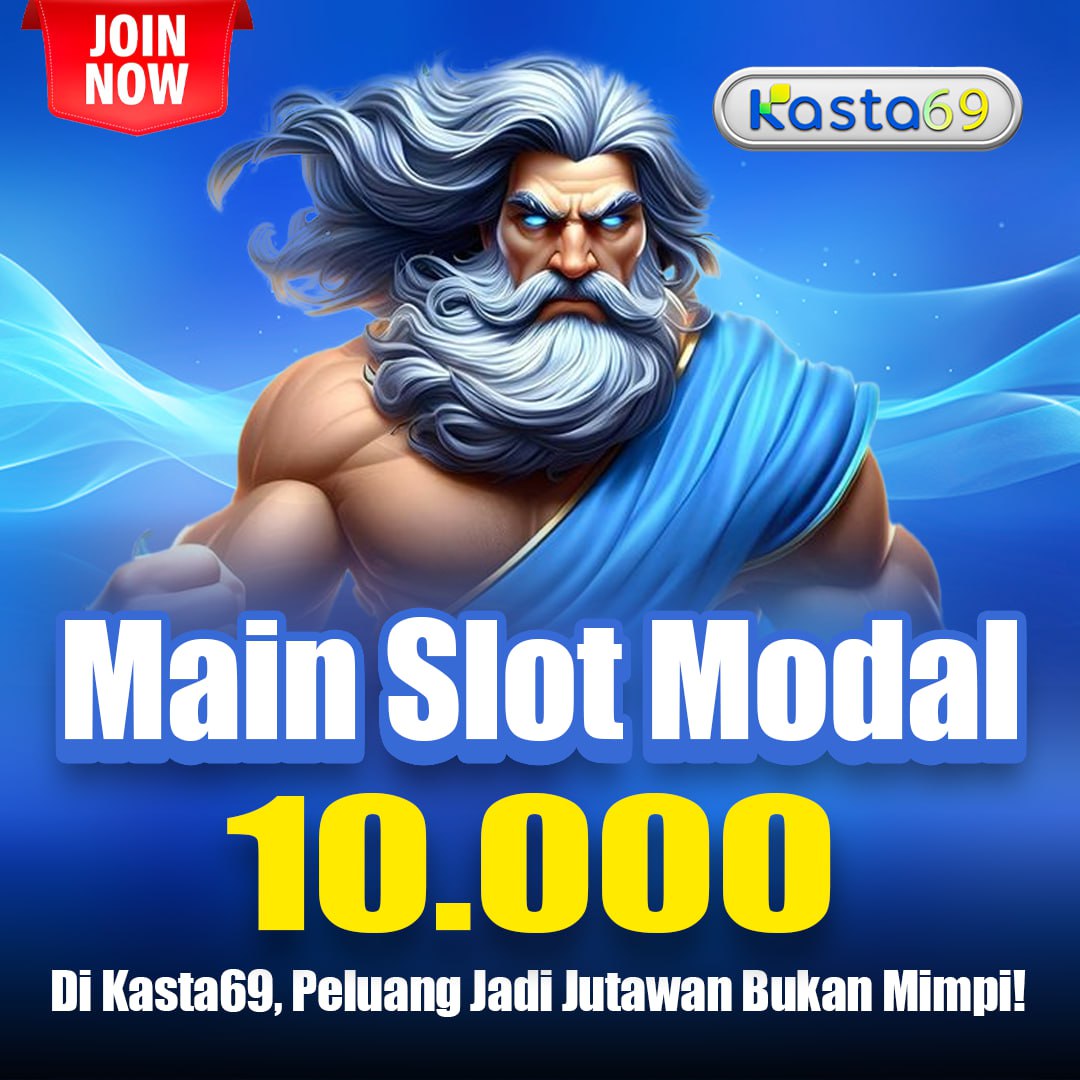 JOIN
NOW
Kasta69
Main Slot Modal
10.000
Di Kasta69, Peluang Jadi Jutawan Bukan Mimpi!